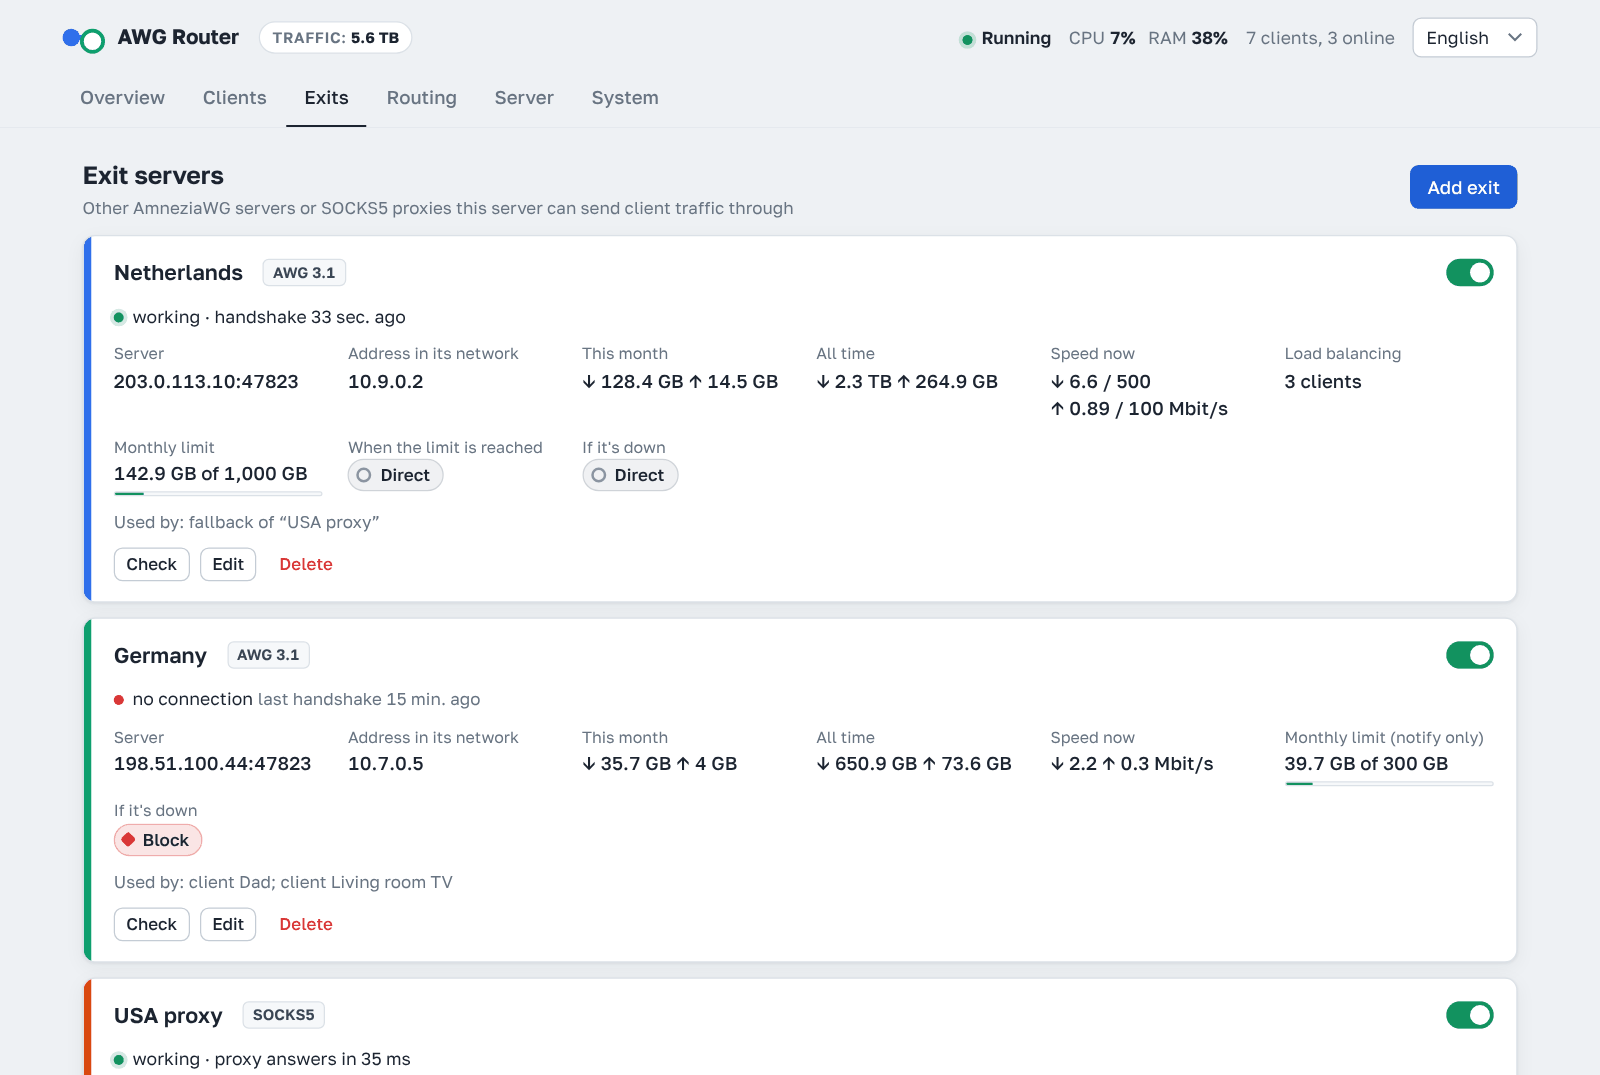 AWG Router
TRAFFIC: 5.6 TB
Running
CPU 7% RAM 38%
7 clients, 3 online
English
Overview
Clients
Exits
Routing
Server
System
Exit servers
Other AmneziaWG servers or SOCKS5 proxies this server can send client traffic through
Add exit
Netherlands
AWG 3.1
working · handshake 33 sec. ago
Server
203.0.113.10:47823
Address in its network
10.9.0.2
This month
↓ 128.4 GB ↑ 14.5 GB
All time
↓ 2.3 TB ↑ 264.9 GB
Speed now
↓ 6.6 / 500
↑ 0.89 / 100 Mbit/s
Load balancing
3 clients
Monthly limit
142.9 GB of 1,000 GB
When the limit is reached
Direct
If it's down
Direct
Used by: fallback of “USA proxy”
Check
Edit
Delete
Germany
AWG 3.1
no connection last handshake 15 min. ago
Server
198.51.100.44:47823
Address in its network
10.7.0.5
This month
↓ 35.7 GB ↑ 4 GB
All time
↓ 650.9 GB ↑ 73.6 GB
Speed now
↓ 2.2 ↑ 0.3 Mbit/s
Monthly limit (notify only)
39.7 GB of 300 GB
If it's down
Block
Used by: client Dad; client Living room TV
Check
Edit
Delete
USA proxy
SOCKS5
working · proxy answers in 35 ms